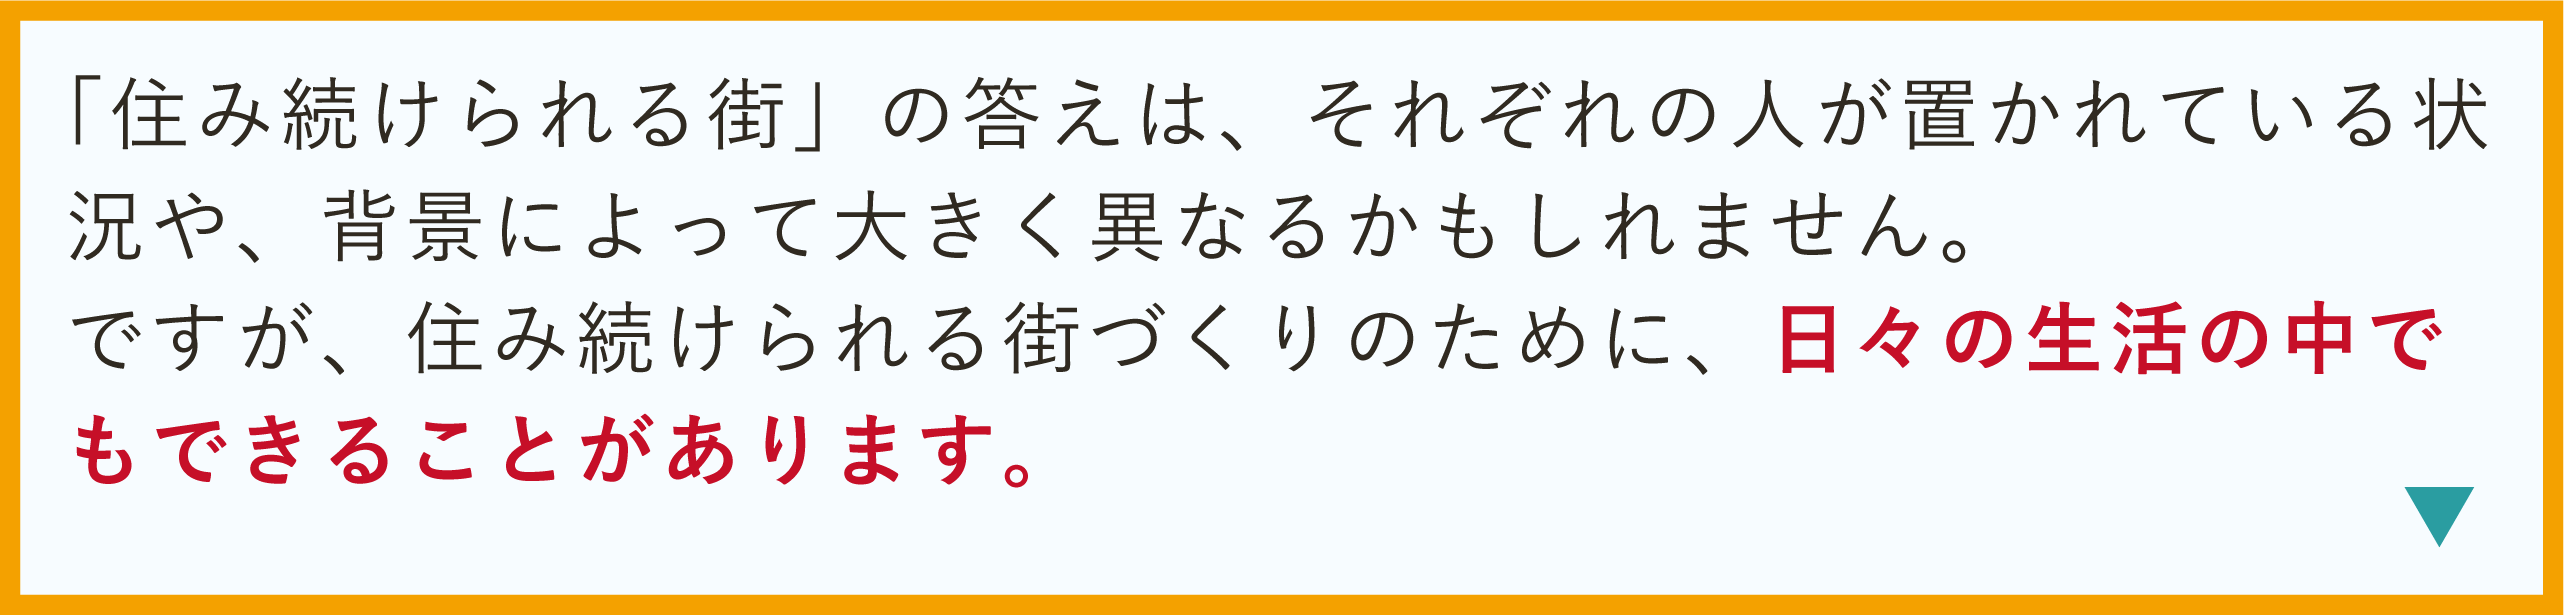 「住み続けられる街」の答えは、それぞれの人が置かれている状
況や、背景によって大きく異なるかもしれません。
ですが、住み続けられる街づくりのために、日々の生活の中で
もできることがあります。